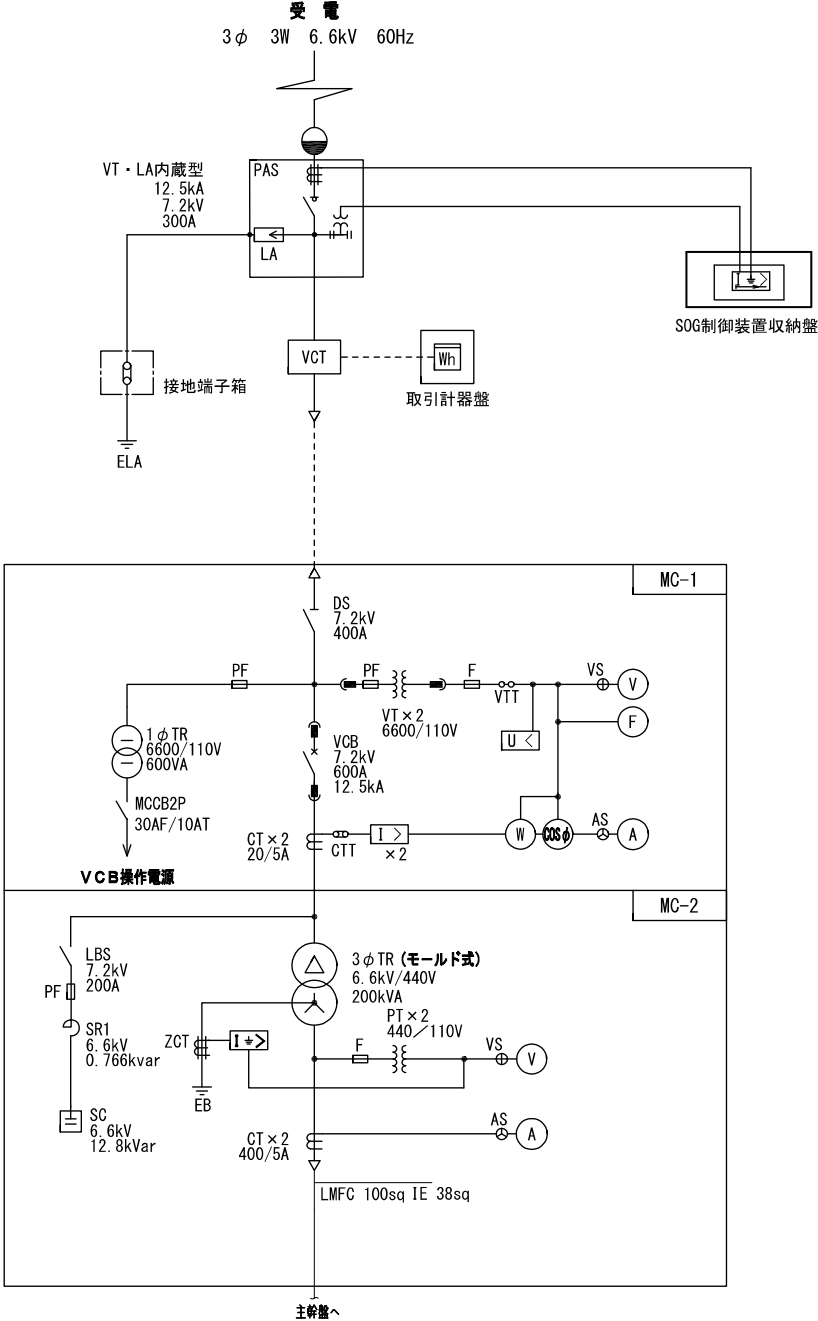 受　電
3φ　3W　6.6kV　60Hz
VT・LA内蔵型
12.5kA
7.2kV
300A
PAS
LA
I
SOG制御装置収納盤
VCT
Wh
取引計器盤
接地端子箱
ELA
MC-1
DS
7.2kV
400A
PF
PF
F
VS
V
VTT
VT×2
6600/110V
F
U <
1φTR
6600/110V
600VA
VCB
7.2kV
600A
12.5kA
MCCB2P
30AF/10AT
CT×2
20/5A
CTT
I >
×2
W
COSφ
AS
A
VCB操作電源
MC-2
LBS
7.2kV
200A
PF
3φTR (モールド式)
6.6kV/440V
200kVA
PT×2
440／110V
SR1
6.6kV
0.766kvar
ZCT
I >
F
VS
V
EB
SC
6.6kV
12.8kVar
CT×2
400/5A
AS
A
LMFC 100sq IE 38sq
主幹盤へ